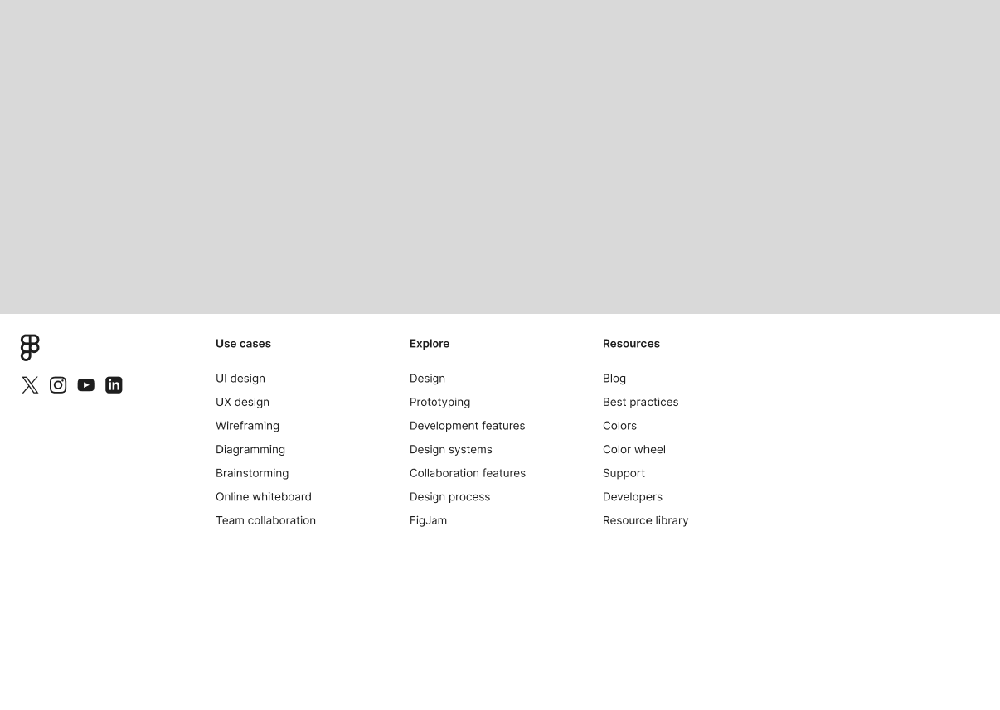 Use cases
UI design
UX design
Wireframing
Diagramming
Brainstorming
Online whiteboard
Team collaboration
Explore
Design
Prototyping
Development features
Design systems
Collaboration features
Design process
FigJam
Resources
Blog
Best practices
Colors
Color wheel
Support
Developers
Resource library